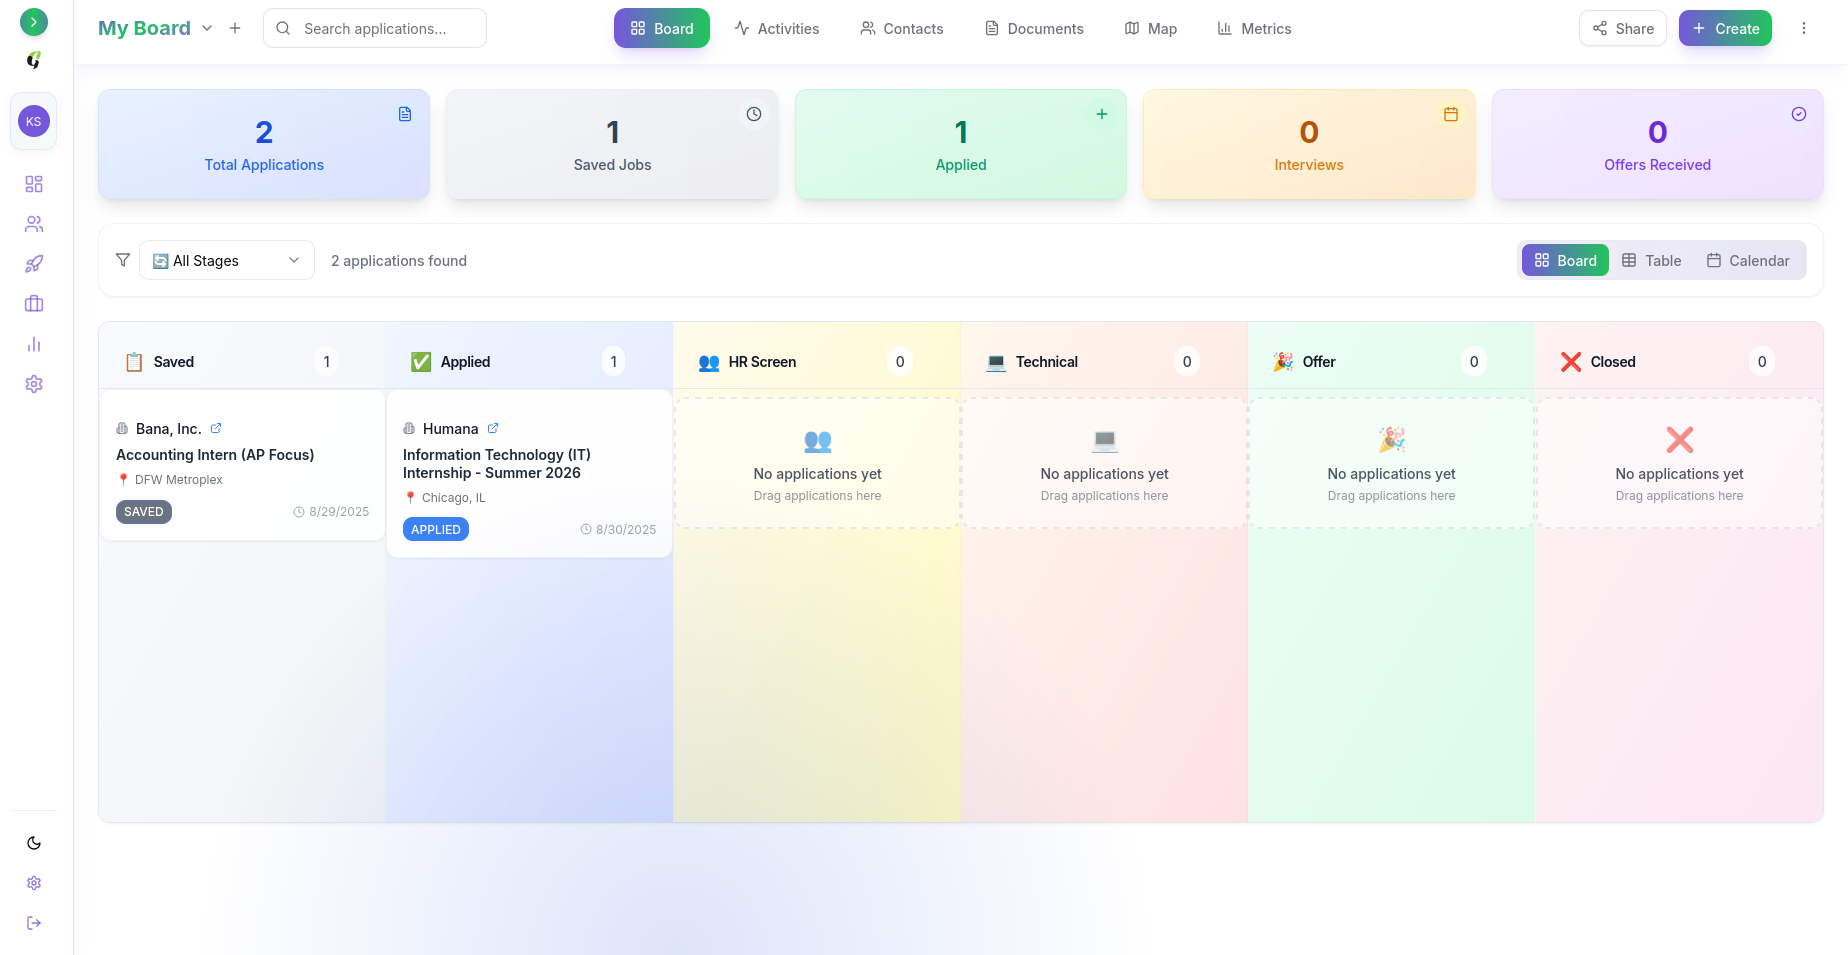 My Board
Search applications...
Board
Activities
Contacts
Documents
Map
Metrics
Share
Create
KS
2
Total Applications
1
Saved Jobs
1
Applied
0
Interviews
0
Offers Received
All Stages
2 applications found
Board
Table
Calendar
Saved
1
Applied
1
HR Screen
0
Technical
0
Offer
0
Closed
0
Bana, Inc.
Accounting Intern (AP Focus)
DFW Metroplex
SAVED
8/29/2025
Humana
Information Technology (IT)
Internship - Summer 2026
Chicago, IL
APPLIED
8/30/2025
No applications yet
Drag applications here
No applications yet
Drag applications here
No applications yet
Drag applications here
No applications yet
Drag applications here